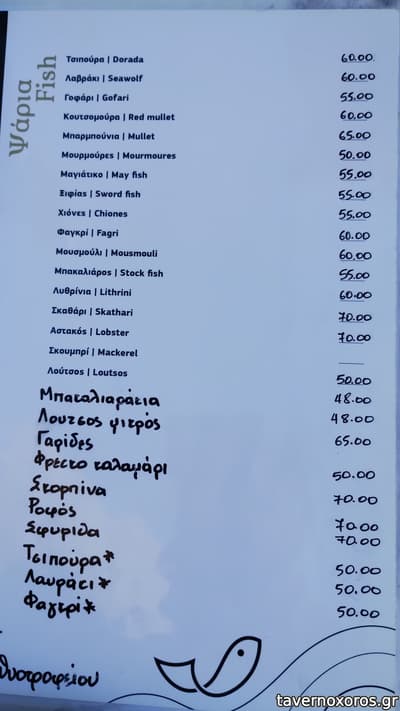 Ψάρια
Fish
Τσιπούρα | Dorada 60.00
Λαβράκι | Seawolf 60.00
Γοφάρι | Gofari 55.00
Κουτσομούρα | Red mullet 60.00
Μπαρμπούνια | Mullet 65.00
Μουρμούρες | Mourmoures 50.00
Μαγιάτικο | May fish 55.00
Ξιφίας | Sword fish 55.00
Χιόνες | Chiones 55.00
Φαγκρί | Fagri 60.00
Μουσμούλι | Mousmouli 60.00
Μπακαλιάρος | Stock fish 55.00
Λυθρίνια | Lithrini 60.00
Σκαθάρι | Skathari 70.00
Αστακός | Lobster 70.00
Σκουμπρί | Mackerel —
Λούτσος | Loutsos 50.00
Μπακαλιαράκια 48.00
Λουτσος ψιτρός 48.00
Γαρίδες 65.00
Φρέσκο καλαμάρι 50.00
Σκορπίνα 70.00
Ροφός 70.00
Σφυρίδα 70.00
Τσιπούρα* 50.00
Λαυράκι* 50.00
Φαγκρί* 50.00
θυοτροφείου
tavernoxoros.gr